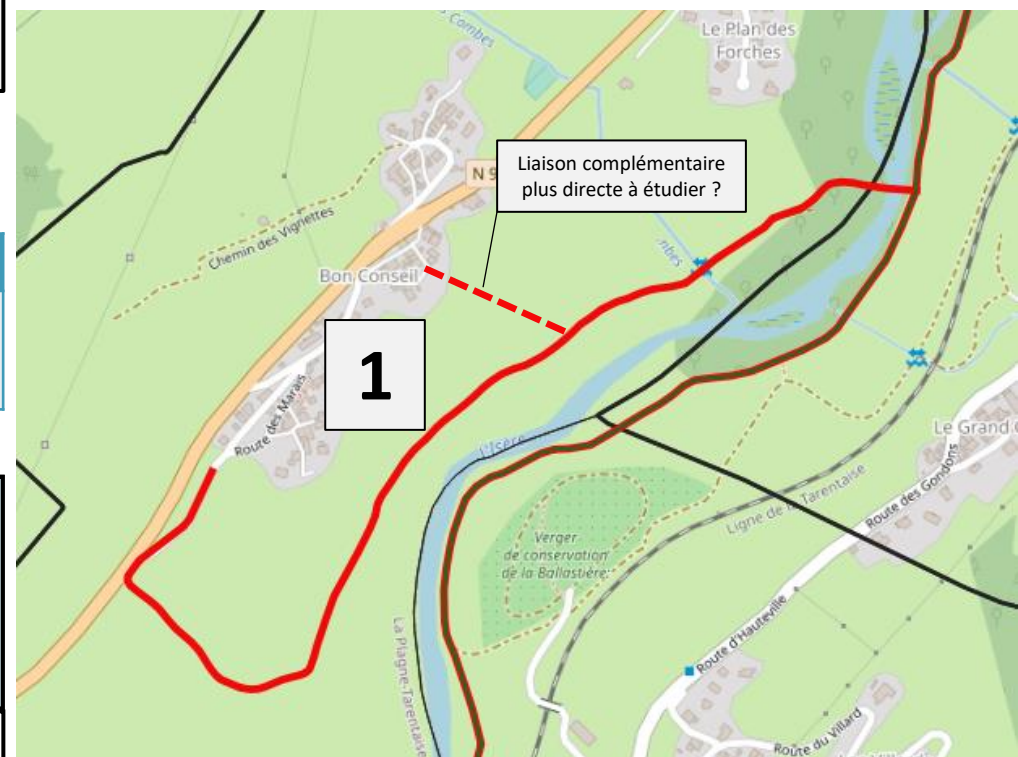 Combes
Le Plan des
Forches
Liaison complémentaire
plus directe à étudier ?
N 9
Chemin des Vignettes
Bon Conseil
1
Route des Marais
L'Isère
Le Grand
Ligne de la Tarentaise
Route des Gondons
Verger
de conservation
de la Ballastière
La Plagne-Tarentaise
Route d'Hauteville
Route du Villard